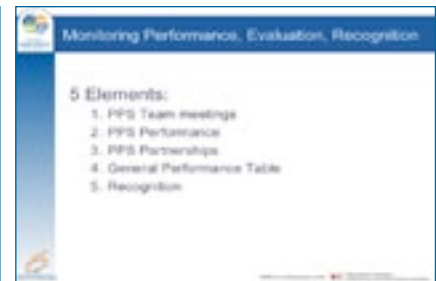 Monitoring Performance, Evaluation, Recognition
5 Elements:
1. PPS Team meetings
2. PPS Performance
3. PPS Partnerships
4. General Performance Table
5. Recognition